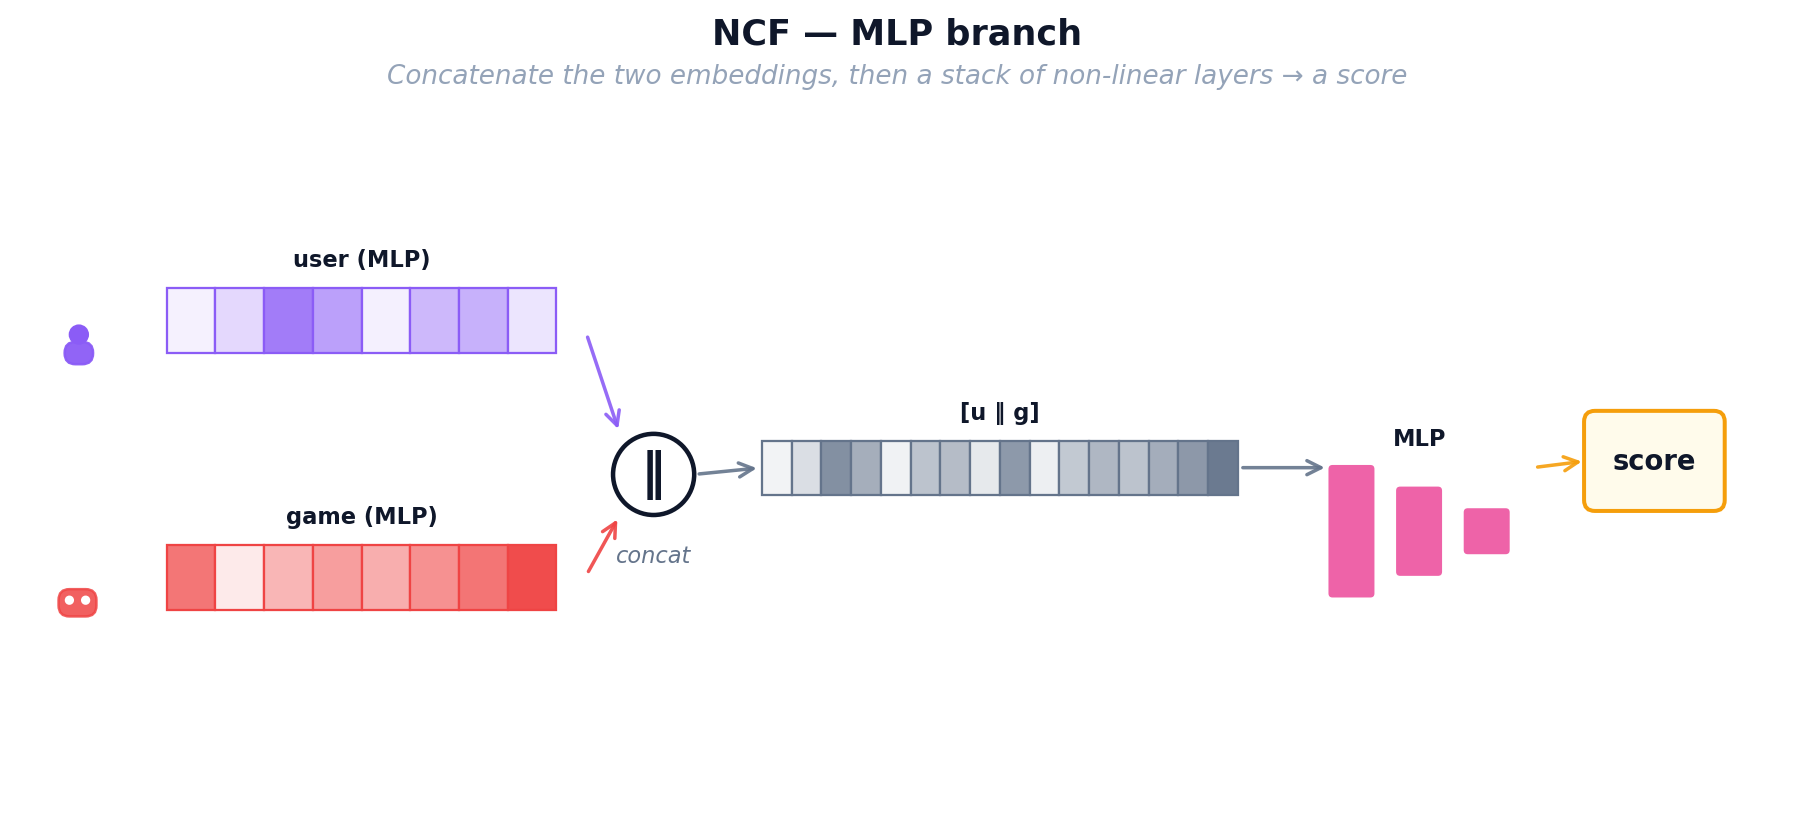 NCF — MLP branch
Concatenate the two embeddings, then a stack of non-linear layers → a score
user (MLP)
game (MLP)
‖
concat
[u ‖ g]
MLP
score